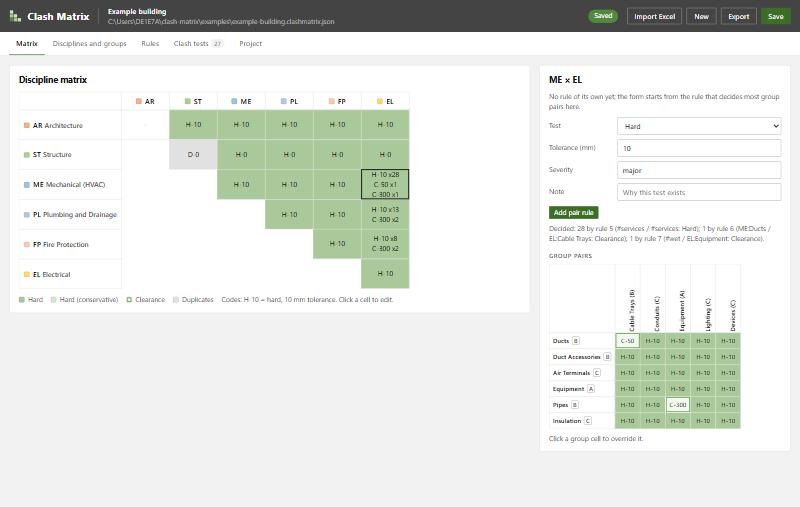 Clash Matrix
Example building
C:\Users\DE1E7A\clash-matrix\examples\example-building.clashmatrix.json
Saved
Import Excel
New
Export
Save
Matrix
Disciplines and groups
Rules
Clash tests 27
Project
Discipline matrix
AR ST ME PL FP EL
AR Architecture - H·10 H·10 H·10 H·10 H·10
ST Structure D·0 H·0 H·0 H·0 H·0
ME Mechanical (HVAC) H·10 H·10 H·10 H·10 x28
C·50 x1
C·300 x1
PL Plumbing and Drainage H·10 H·10 H·10 x13
C·300 x2
FP Fire Protection H·10 H·10 x8
C·300 x2
EL Electrical H·10
Hard Hard (conservative) Clearance Duplicates Codes: H·10 = hard, 10 mm tolerance. Click a cell to edit.
ME × EL
No rule of its own yet; the form starts from the rule that decides most group
pairs here.
Test Hard
Tolerance (mm) 10
Severity major
Note Why this test exists
Add pair rule
Decided: 28 by rule 5 (#services / #services: Hard); 1 by rule 6 (ME:Ducts /
EL:Cable Trays: Clearance); 1 by rule 7 (#wet / EL:Equipment: Clearance).
GROUP PAIRS
Cable Trays (B) Conduits (C) Equipment (A) Lighting (C) Devices (C)
Ducts B C·50 H·10 H·10 H·10 H·10
Duct Accessories B H·10 H·10 H·10 H·10 H·10
Air Terminals C H·10 H·10 H·10 H·10 H·10
Equipment A H·10 H·10 H·10 H·10 H·10
Pipes B H·10 H·10 C·300 H·10 H·10
Insulation C H·10 H·10 H·10 H·10 H·10
Click a group cell to override it.